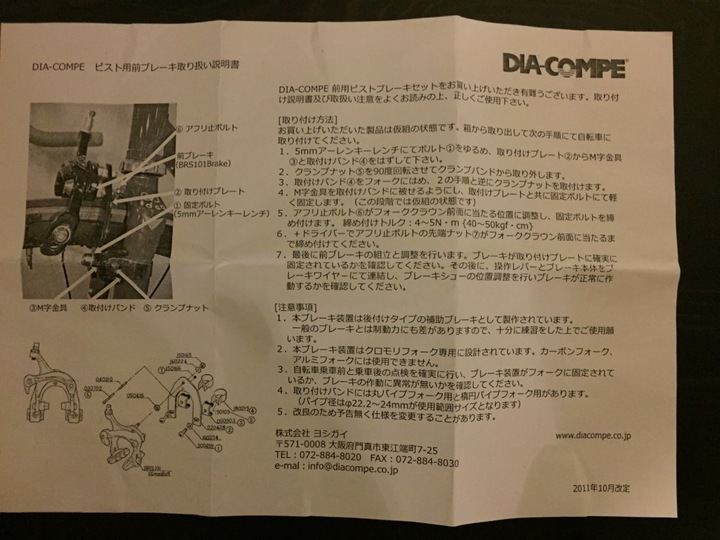 DIA-COMPE ピスト用前ブレーキ取り扱い説明書
DIA-COMPE®
⑥ アフリ止ボルト
前ブレーキ
(BRS101Brake)
② 取り付けプレート
① 固定ボルト
(5mmアーレンキーレンチ)
③M字金具 ④取付けバンド ⑤ クランプナット
DIA-COMPE 前用ピストブレーキセットをお買い上げいただき有難うございます。取り付
け説明書及び取扱い注意をよくお読みの上、正しくご使用下さい。
[取り付け方法]
お買い上げいただいた製品は仮組の状態です。箱から取り出して次の手順にて自転車に
取り付けます。
1．5mmアーレンキーレンチにてボルト①をゆるめ、取り付けプレート②からM字金具
③と取付けバンド④をはずして下さい。
2．クランプナット⑤を90度回転させてクランプバンドから取り外します。
3．取付けバンド④をフォークにはめ、2の手順と逆にクランプナットを取付けます。
4．M字金具を取付けバンドに被せるようにし、取付けプレートと共に固定ボルトにて軽
く固定します。（この段階では仮組の状態です）
5．アフリ止ボルト⑥がフォーククラウン前面に当たる位置に調整し、固定ボルトを締
め付けます。 締め付けトルク：4～5N・m {40～50kgf・cm}
6．＋ドライバーでアフリ止ボルトの先端ナット⑦がフォーククラウン前面に当たるま
で締め付けてください。
7．最後に前ブレーキの組立と調整を行います。ブレーキが取り付けプレートに確実に
固定されているかを確認してください。その後に、操作レバーとブレーキ本体をブ
レーキワイヤーにて連結し、ブレーキシューの位置調整を行いブレーキが正常に作
動するかを確認してください。
[注意事項]
1．本ブレーキ装置は後付けタイプの補助ブレーキとして製作されています。
一般のブレーキとは制動力にも差がありますので、十分に練習をした上でご使用願
います。
2．本ブレーキ装置はクロモリフォーク専用に設計されています。カーボンフォーク、
アルミフォークには使用できません。
3．自転車乗車前と乗車後の点検を確実に行い、ブレーキ装置がフォークに固定されて
いるか、ブレーキの作動に異常が無いかを確認してください。
4．取り付けバンドには丸パイプフォーク用と楕円パイプフォーク用があります。
（パイプ径はφ22.2～24mmが使用範囲サイズとなります）
5．改良のため予告無く仕様を変更することがあります。
株式会社 ヨシガイ
〒571-0008 大阪府門真市東江端町7-25
TEL：072-884-8020 FAX：072-884-8030
e-mal：info@diacompe.co.jp
www.diacompe.co.jp
2011年10月改定